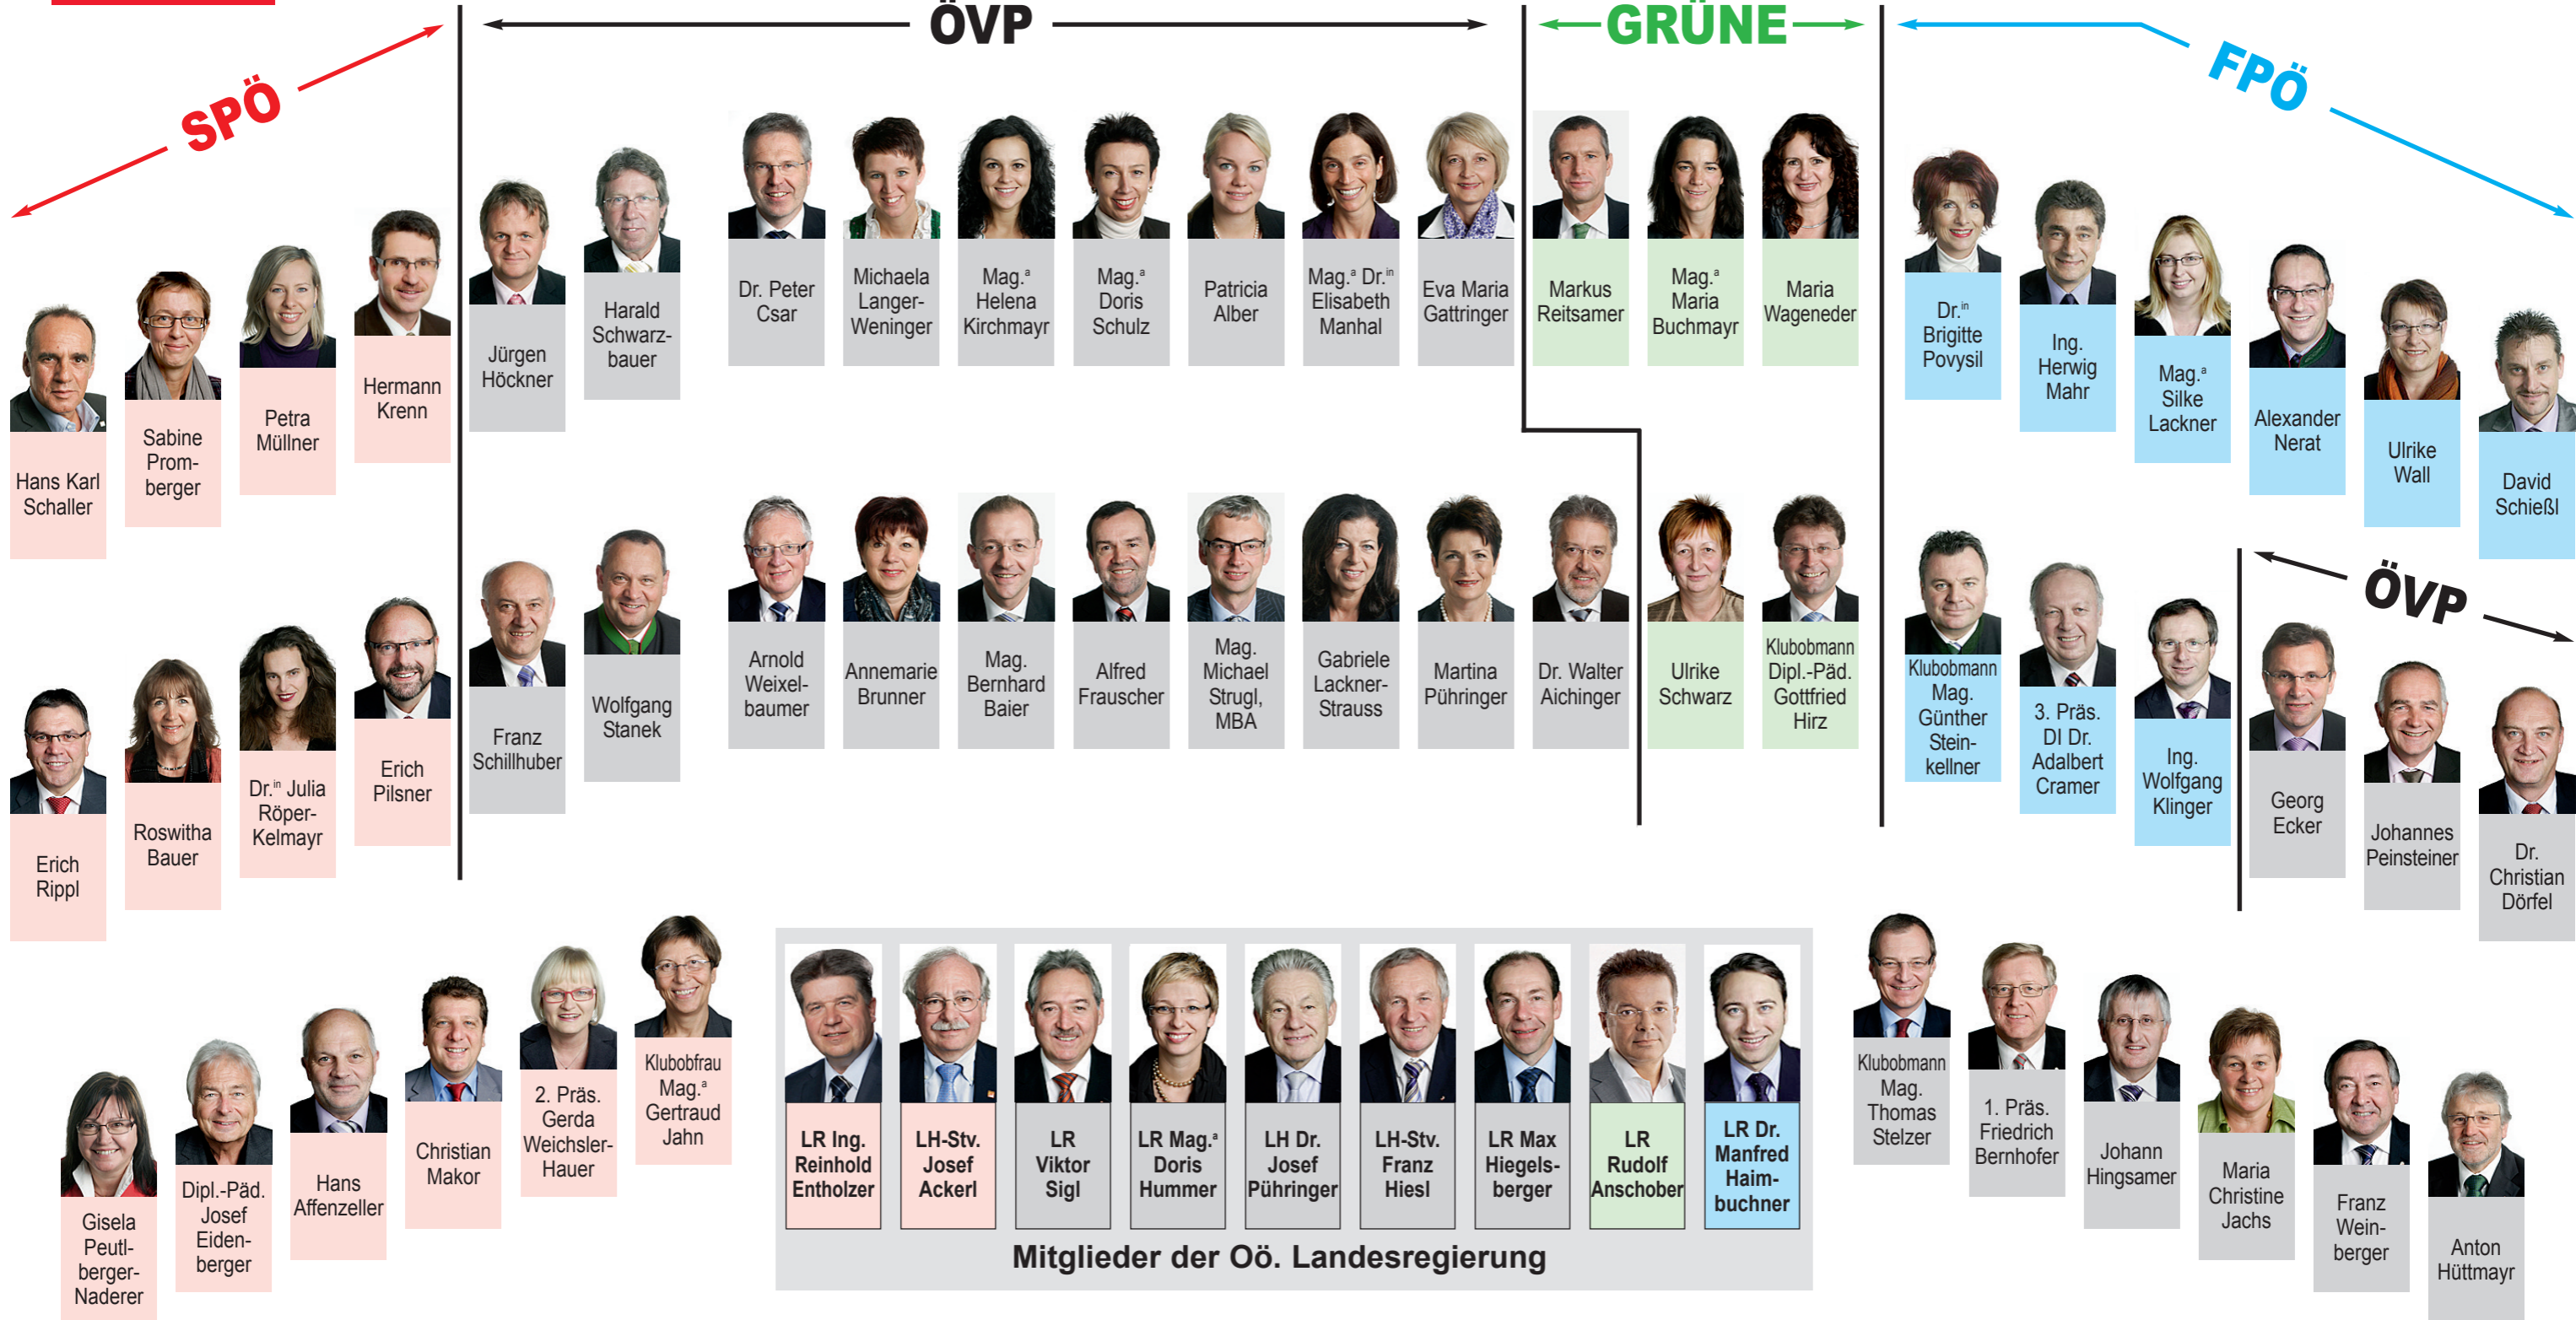 SPÖ
ÖVP
GRÜNE
FPÖ
Hans Karl
Schaller
Sabine
Prom-
berger
Petra
Müllner
Hermann
Krenn
Jürgen
Höckner
Harald
Schwarz-
bauer
Dr. Peter
Csar
Michaela
Langer-
Weninger
Mag.ª
Helena
Kirchmayr
Mag.ª
Doris
Schulz
Patricia
Alber
Mag.ª Dr.in
Elisabeth
Manhal
Eva Maria
Gattringer
Markus
Reitsamer
Mag.ª
Maria
Buchmayr
Maria
Wageneder
Dr.in
Brigitte
Povysil
Ing.
Herwig
Mahr
Mag.ª
Silke
Lackner
Alexander
Nerat
Ulrike
Wall
David
Schießl
Erich
Rippl
Roswitha
Bauer
Dr.in Julia
Röper-
Kelmayr
Erich
Pilsner
Franz
Schillhuber
Wolfgang
Stanek
Arnold
Weixel-
baumer
Annemarie
Brunner
Mag.
Bernhard
Baier
Alfred
Frauscher
Mag.
Michael
Strugl,
MBA
Gabriele
Lackner-
Strauss
Martina
Pühringer
Dr. Walter
Aichinger
Ulrike
Schwarz
Klubobmann
Dipl.-Päd.
Gottfried
Hirz
Klubobmann
Mag.
Günther
Stein-
kellner
3. Präs.
DI Dr.
Adalbert
Cramer
Ing.
Wolfgang
Klinger
ÖVP
Georg
Ecker
Johannes
Peinsteiner
Dr.
Christian
Dörfel
Gisela
Peutl-
berger-
Naderer
Dipl.-Päd.
Josef
Eiden-
berger
Hans
Affenzeller
Christian
Makor
2. Präs.
Gerda
Weichsler-
Hauer
Klubobfrau
Mag.ª
Gertraud
Jahn
LR Ing.
Reinhold
Entholzer
LH-Stv.
Josef
Ackerl
LR
Viktor
Sigl
LR Mag.ª
Doris
Hummer
LH Dr.
Josef
Pühringer
LH-Stv.
Franz
Hiesl
LR Max
Hiegels-
berger
LR
Rudolf
Anschober
LR Dr.
Manfred
Haim-
buchner
Mitglieder der Oö. Landesregierung
Klubobmann
Mag.
Thomas
Stelzer
1. Präs.
Friedrich
Bernhofer
Johann
Hingsamer
Maria
Christine
Jachs
Franz
Wein-
berger
Anton
Hüttmayr